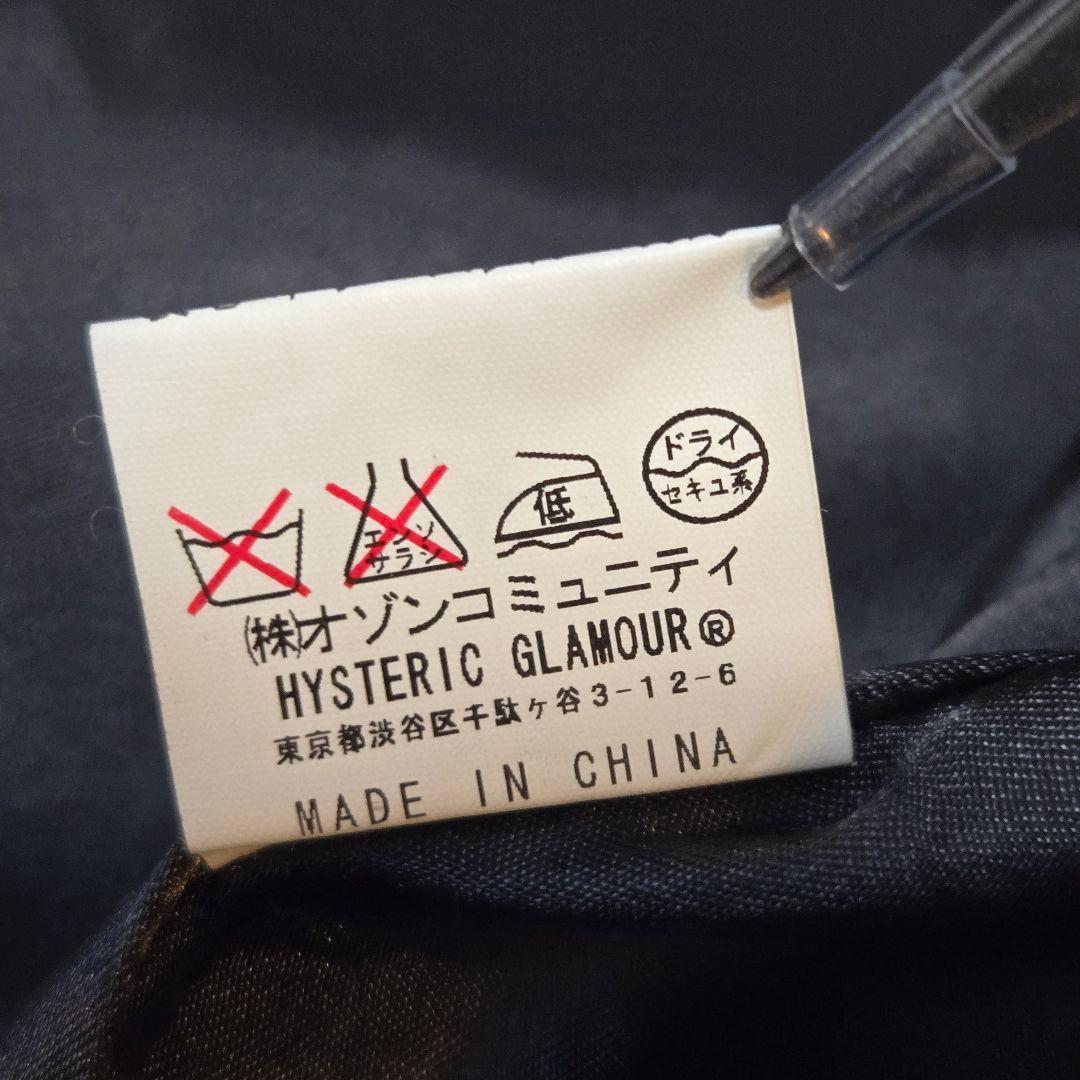 エンソ
サラシ
低
ドライ
セキユ系
(株)オゾンコミュニティ
HYSTERIC GLAMOUR®
東京都渋谷区千駄ヶ谷3-12-6
MADE IN CHINA